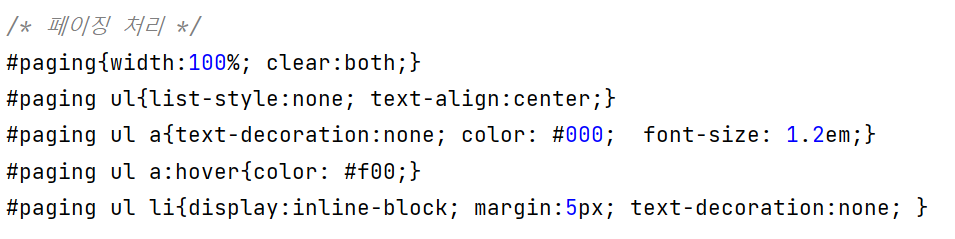 /* 페이징 처리 */
#paging{width:100%; clear:both;}
#paging ul{list-style:none; text-align:center;}
#paging ul a{text-decoration:none; color: #000;  font-size: 1.2em;}
#paging ul a:hover{color: #f00;}
#paging ul li{display:inline-block; margin:5px; text-decoration:none; }